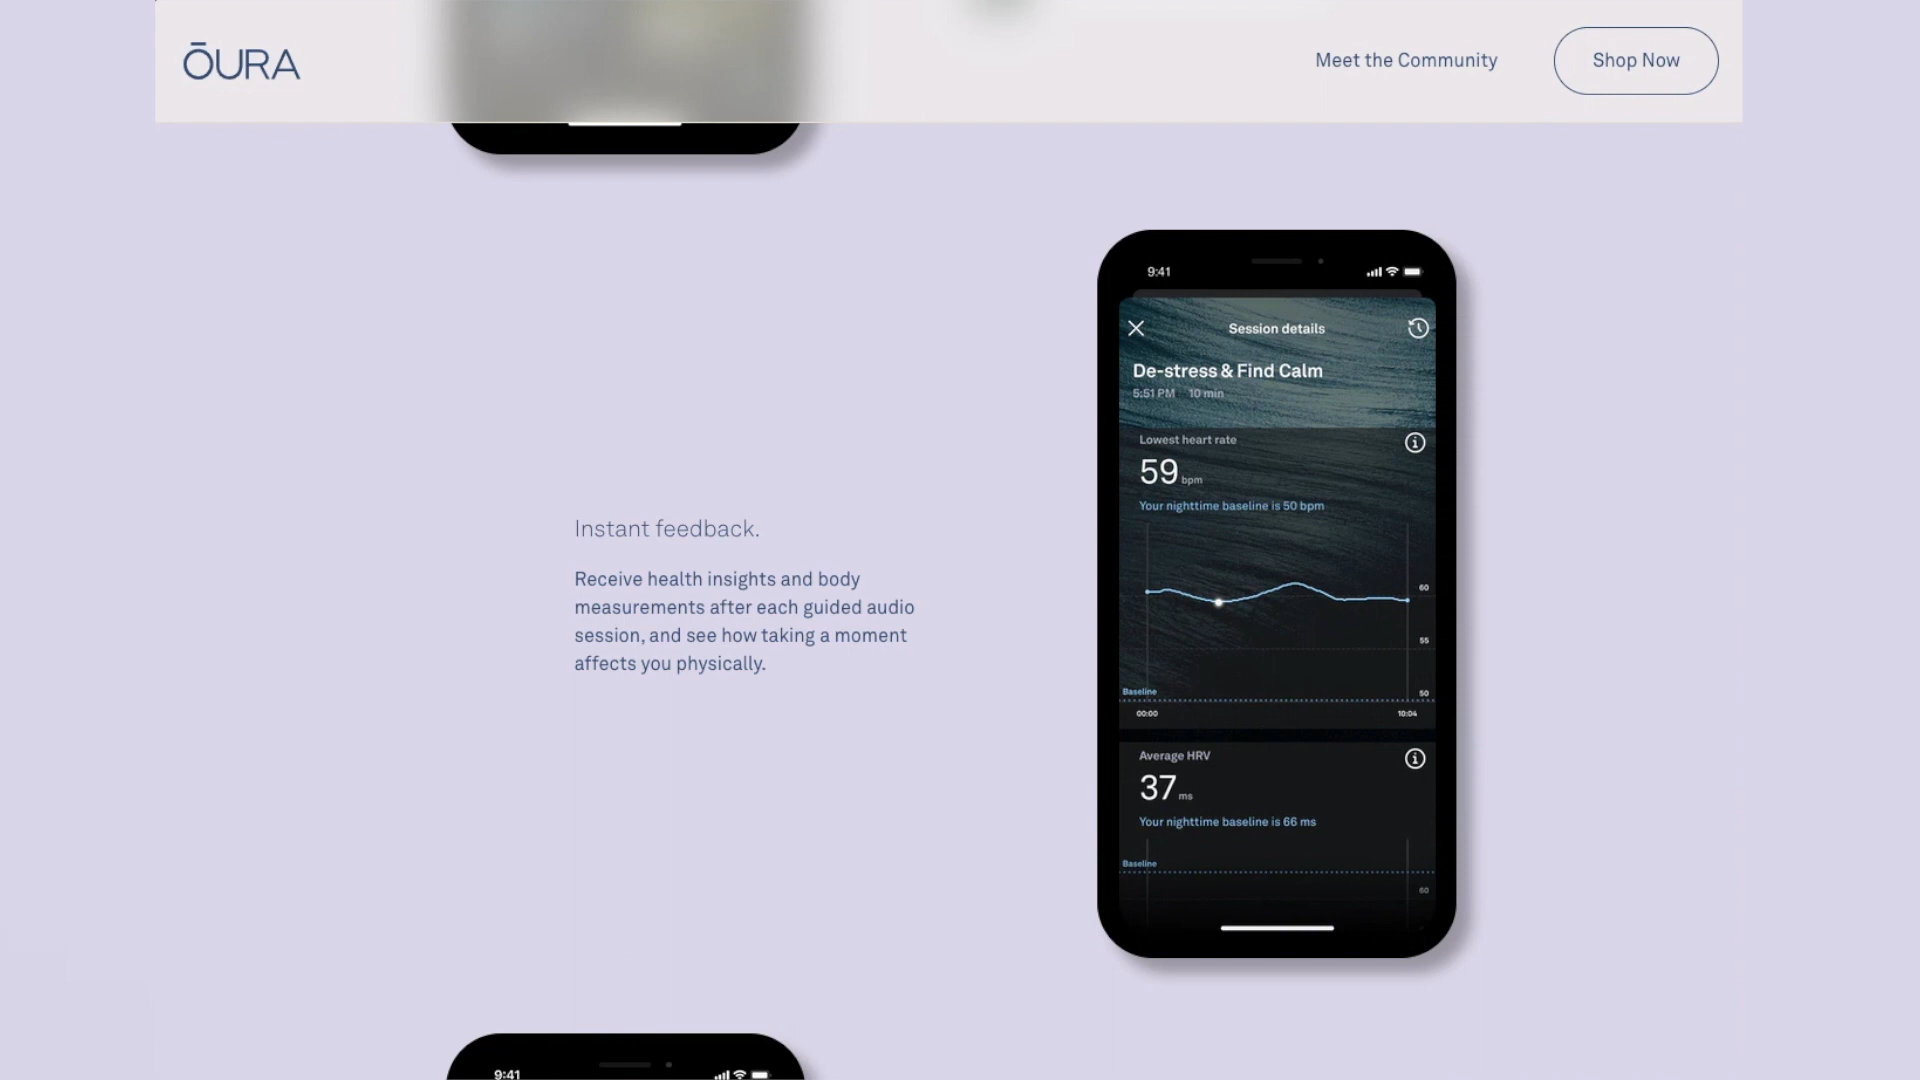 ŌURA
Meet the Community
Shop Now
9:41
Session details
De-stress & Find Calm
5:51 PM 10 min
Lowest heart rate
59 bpm
Your nighttime baseline is 50 bpm
Instant feedback.
Receive health insights and body
measurements after each guided audio
session, and see how taking a moment
affects you physically.
60
55
Baseline
50
00:00 10:04
Average HRV
37 ms
Your nighttime baseline is 66 ms
Baseline
60
9:41